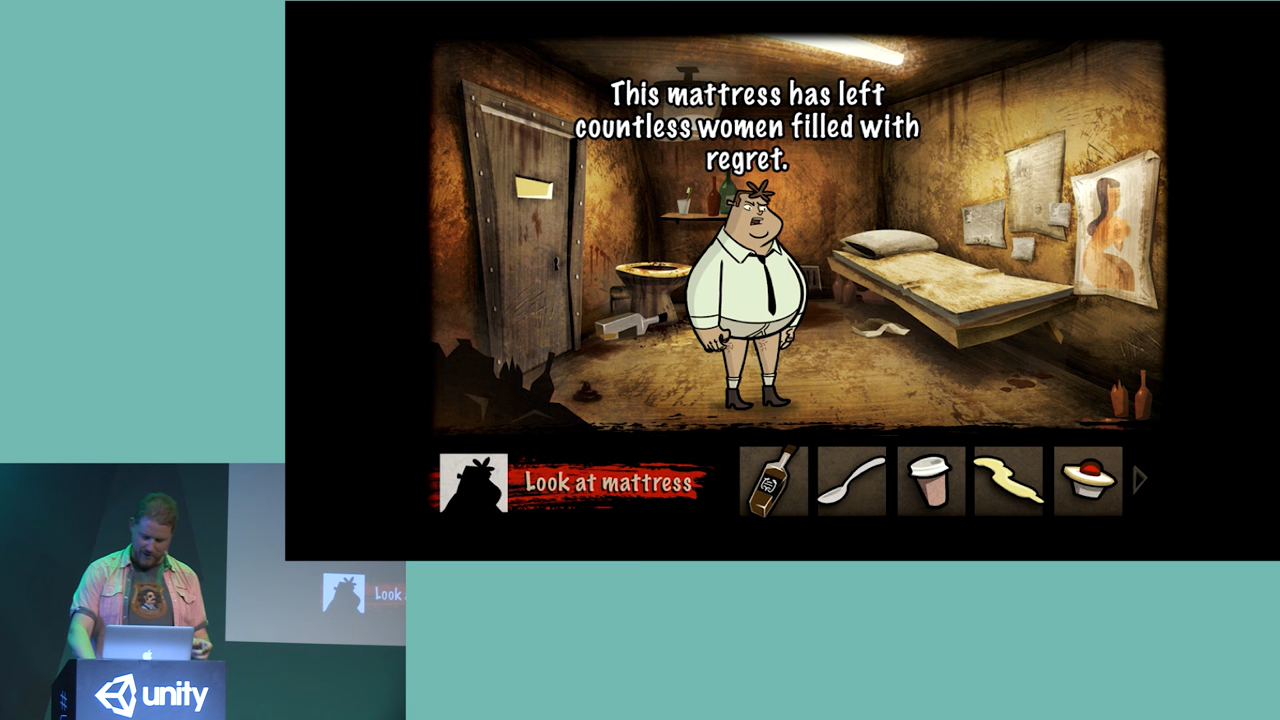 This mattress has left
countless women filled with
regret.
Look at mattress
Look
unity